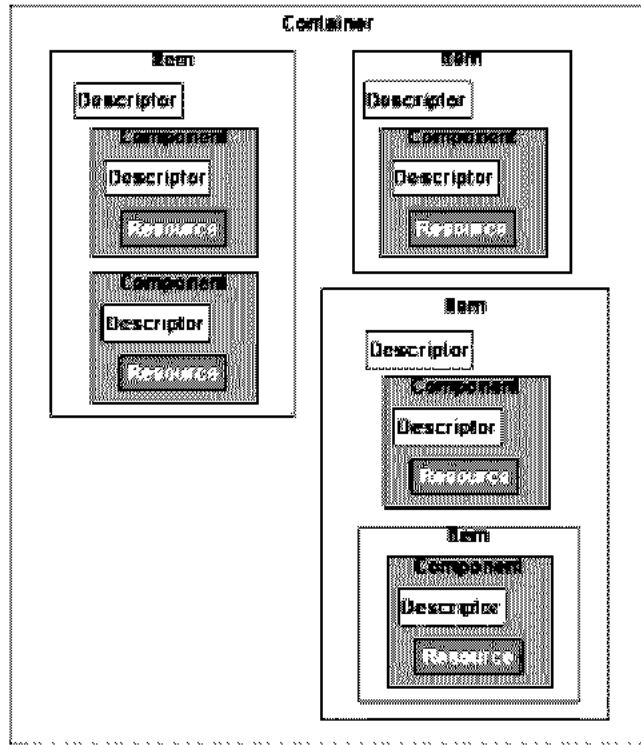 Container
Item
Descriptor
Component
Descriptor
Resource
Component
Descriptor
Resource
Item
Descriptor
Component
Descriptor
Resource
Item
Descriptor
Component
Descriptor
Resource
Item
Component
Descriptor
Resource